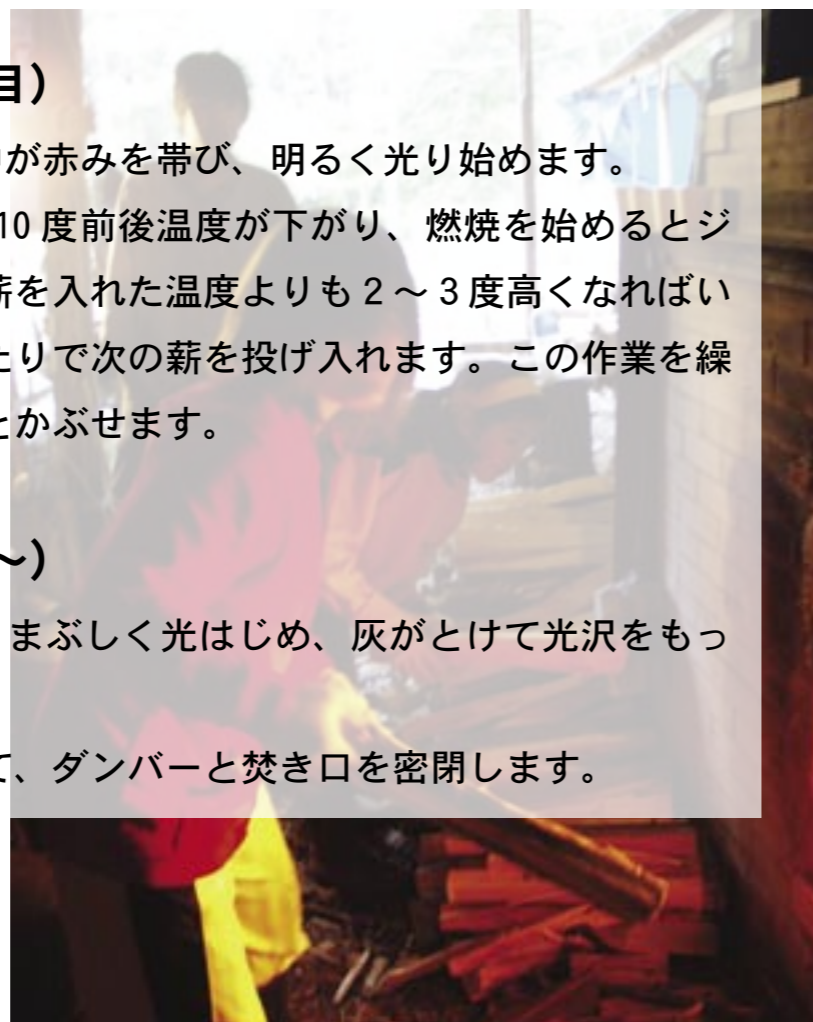 目）
が赤みを帯び、明るく光り始めます。
10度前後温度が下がり、燃焼を始めるとジ
薪を入れた温度よりも２～３度高くなればい
たりで次の薪を投げ入れます。この作業を繰
とかぶせます。
～）
まぶしく光はじめ、灰がとけて光沢をもっ
て、ダンバーと焚き口を密閉します。